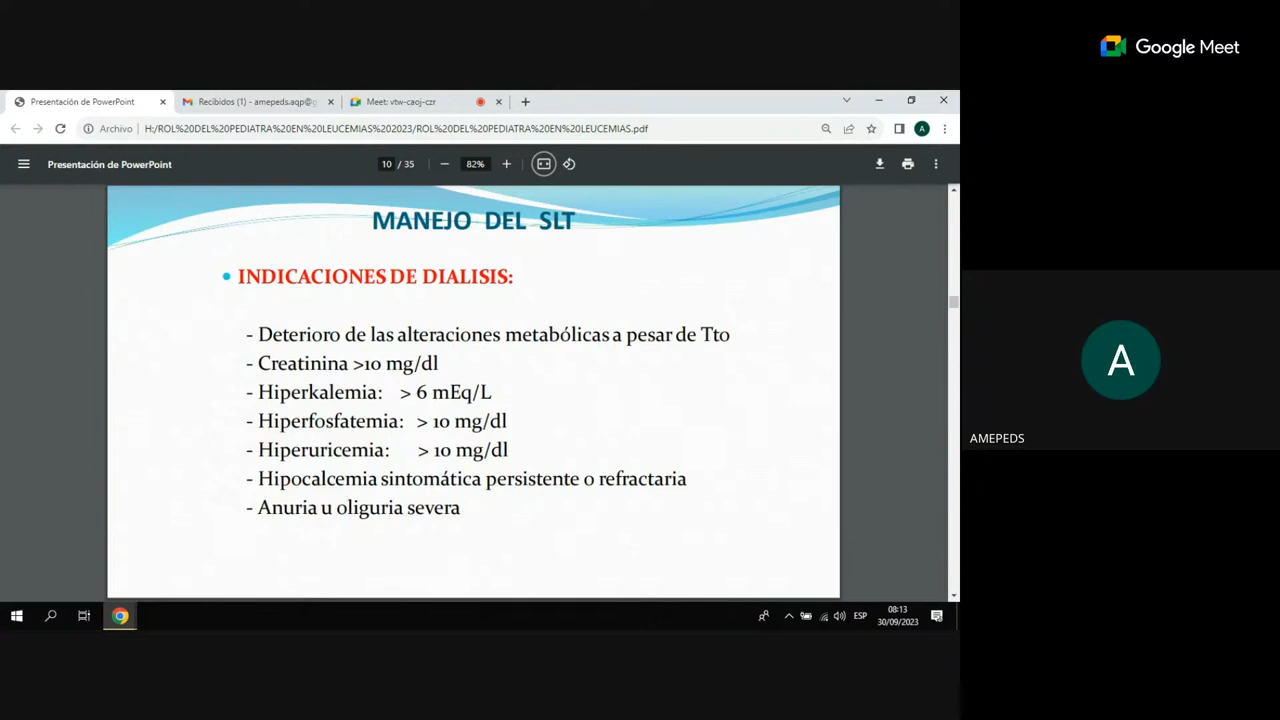 Google Meet
Presentación de PowerPoint
Recibidos (1) - amepeds.aqp@g
Meet: vtw-caoj-czr
Archivo
H:/ROL%20DEL%20PEDIATRA%20EN%20LEUCEMIAS%202023/ROL%20DEL%20PEDIATRA%20EN%20LEUCEMIAS.pdf
A
Presentación de PowerPoint
10 / 35
82%
MANEJO DEL SLT
• INDICACIONES DE DIALISIS:
- Deterioro de las alteraciones metabólicas a pesar de Tto
- Creatinina >10 mg/dl
- Hiperkalemia: > 6 mEq/L
- Hiperfosfatemia: > 10 mg/dl
- Hiperuricemia: > 10 mg/dl
- Hipocalcemia sintomática persistente o refractaria
- Anuria u oliguria severa
A
AMEPEDS
ESP
08:13
30/09/2023